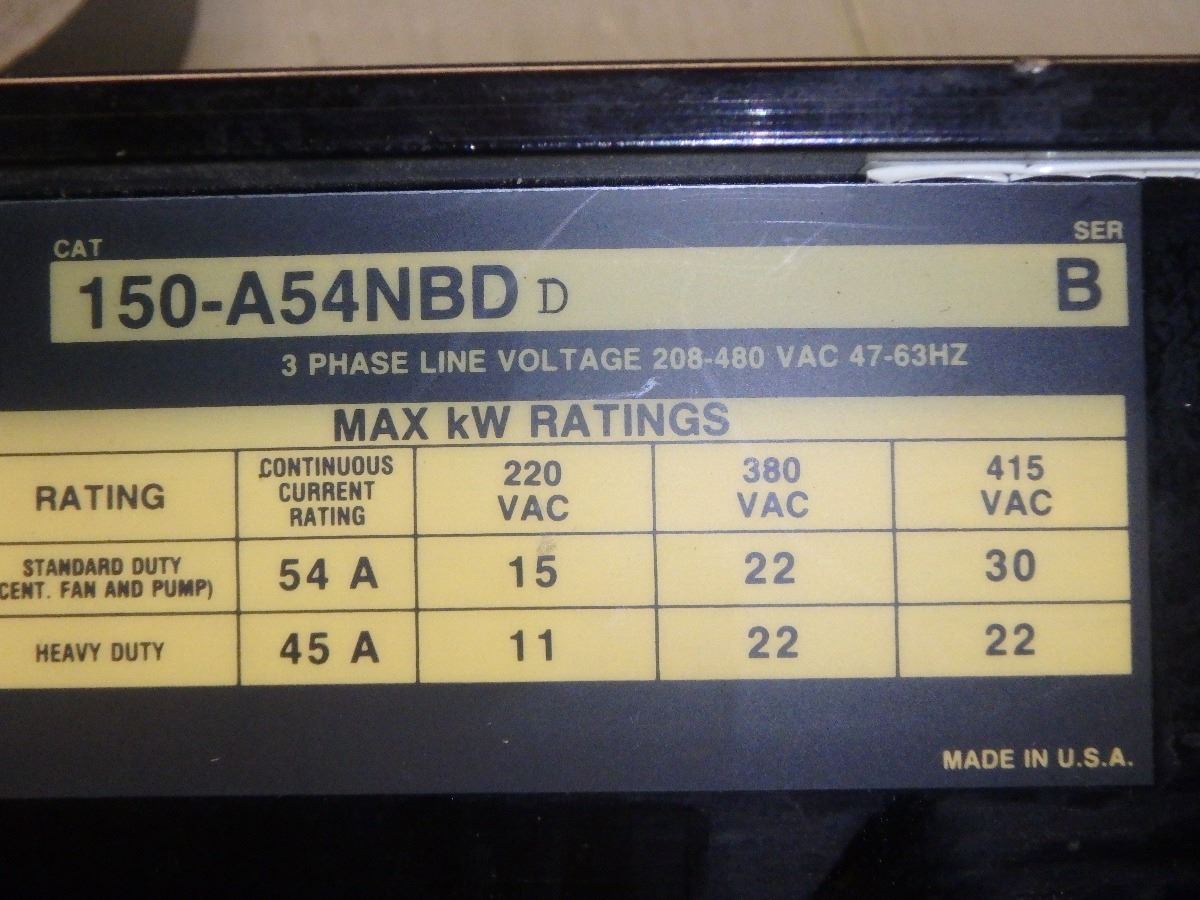 CAT
SER
150-A54NBD D
B
3 PHASE LINE VOLTAGE 208-480 VAC 47-63HZ
MAX kW RATINGS
RATING
CONTINUOUS
CURRENT
RATING
220
VAC
380
VAC
415
VAC
STANDARD DUTY
CENT. FAN AND PUMP)
54 A
15
22
30
HEAVY DUTY
45 A
11
22
22
MADE IN U.S.A.